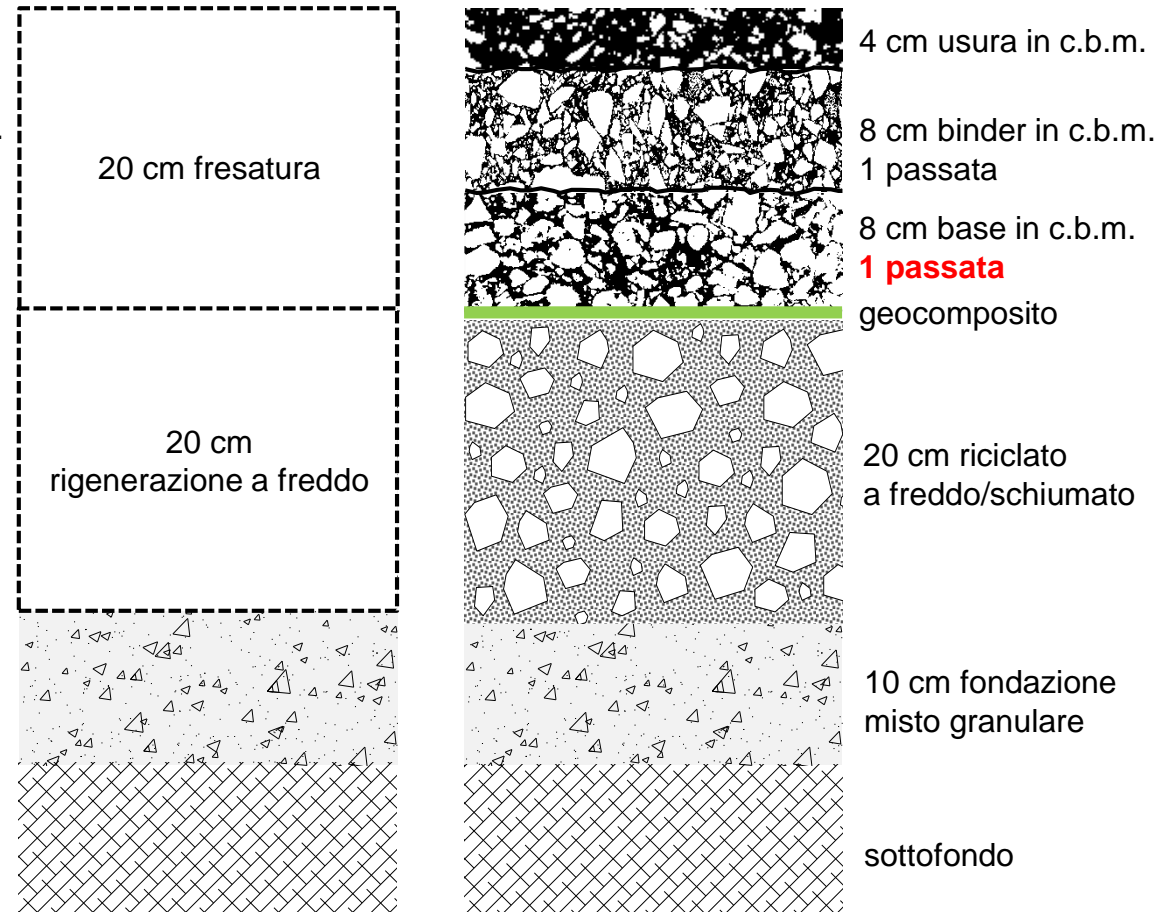 20 cm fresatura
20 cm
rigenerazione a freddo
4 cm usura in c.b.m.
8 cm binder in c.b.m.
1 passata
8 cm base in c.b.m.
1 passata
geocomposito
20 cm riciclato
a freddo/schiumato
10 cm fondazione
misto granulare
sottofondo